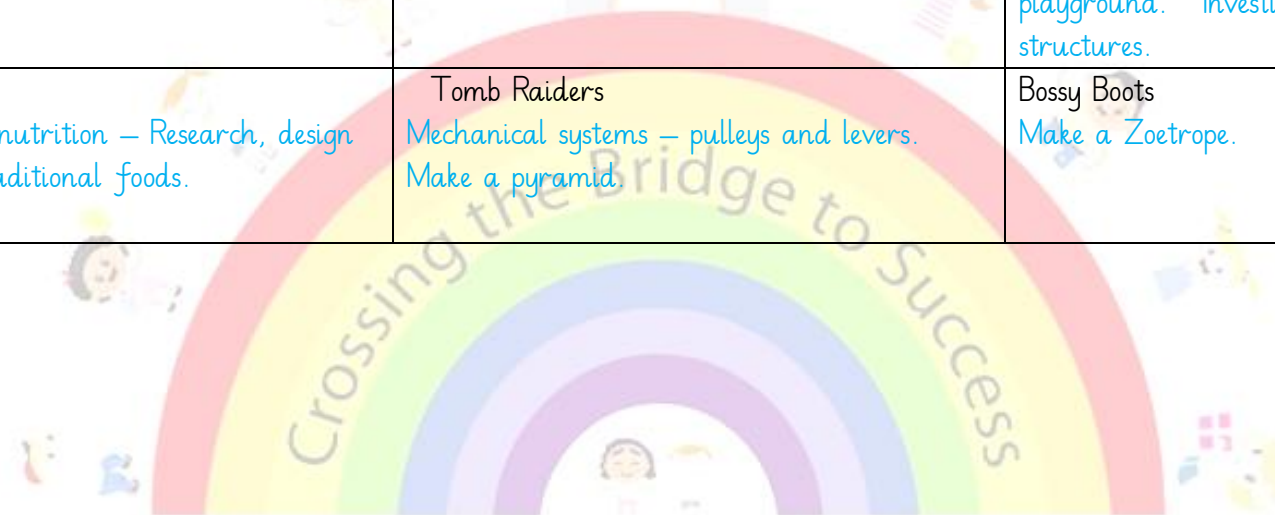 playground.
structures.
nutrition – Research, design
foods.
Tomb Raiders
Mechanical systems – pulleys and levers.
Make a pyramid.
Bossy Boots
Make a Zoetrope.
Crossing the Bridge to Success